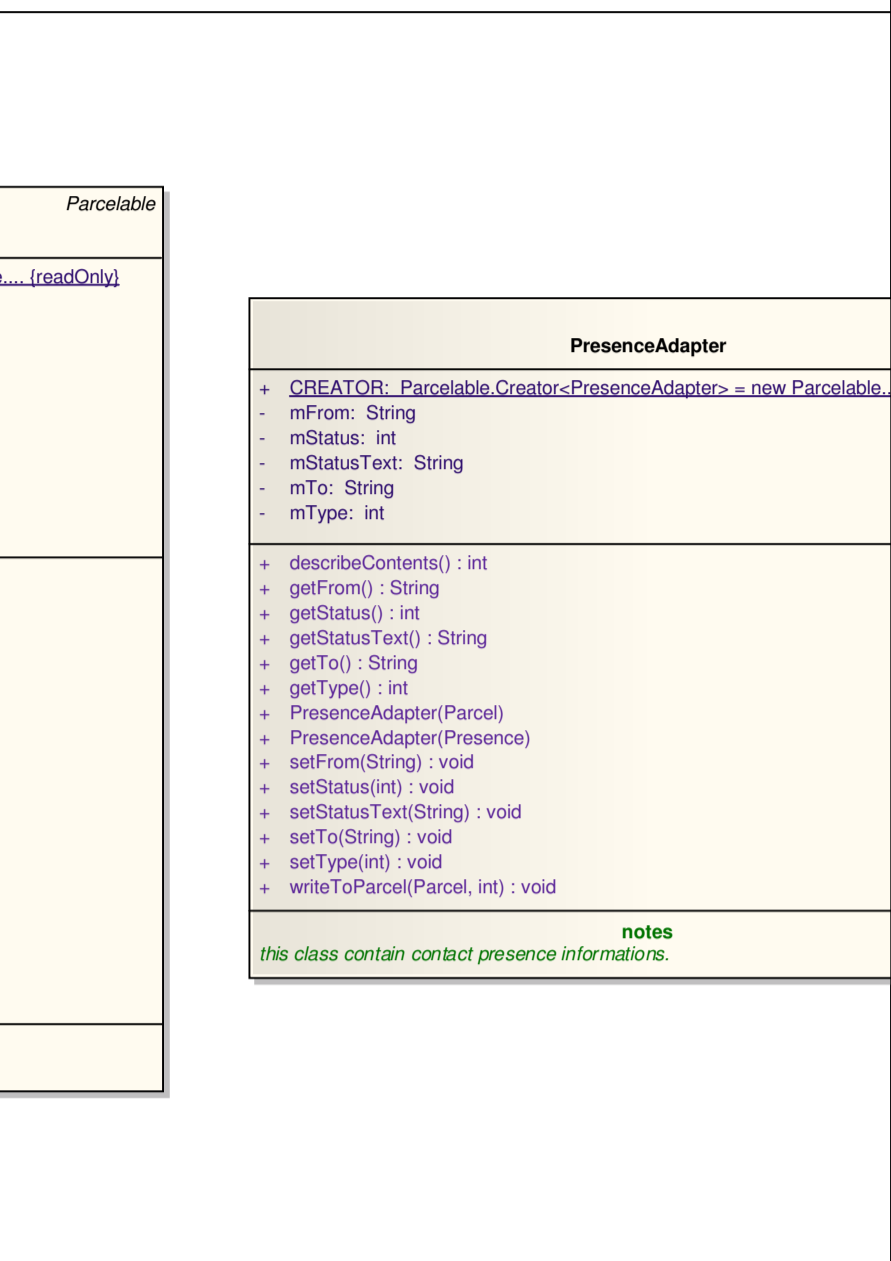 Parcelable
.... {readOnly}
PresenceAdapter
+ CREATOR: Parcelable.Creator<PresenceAdapter> = new Parcelable..
- mFrom: String
- mStatus: int
- mStatusText: String
- mTo: String
- mType: int
+ describeContents() : int
+ getFrom() : String
+ getStatus() : int
+ getStatusText() : String
+ getTo() : String
+ getType() : int
+ PresenceAdapter(Parcel)
+ PresenceAdapter(Presence)
+ setFrom(String) : void
+ setStatus(int) : void
+ setStatusText(String) : void
+ setTo(String) : void
+ setType(int) : void
+ writeToParcel(Parcel, int) : void
notes
this class contain contact presence informations.